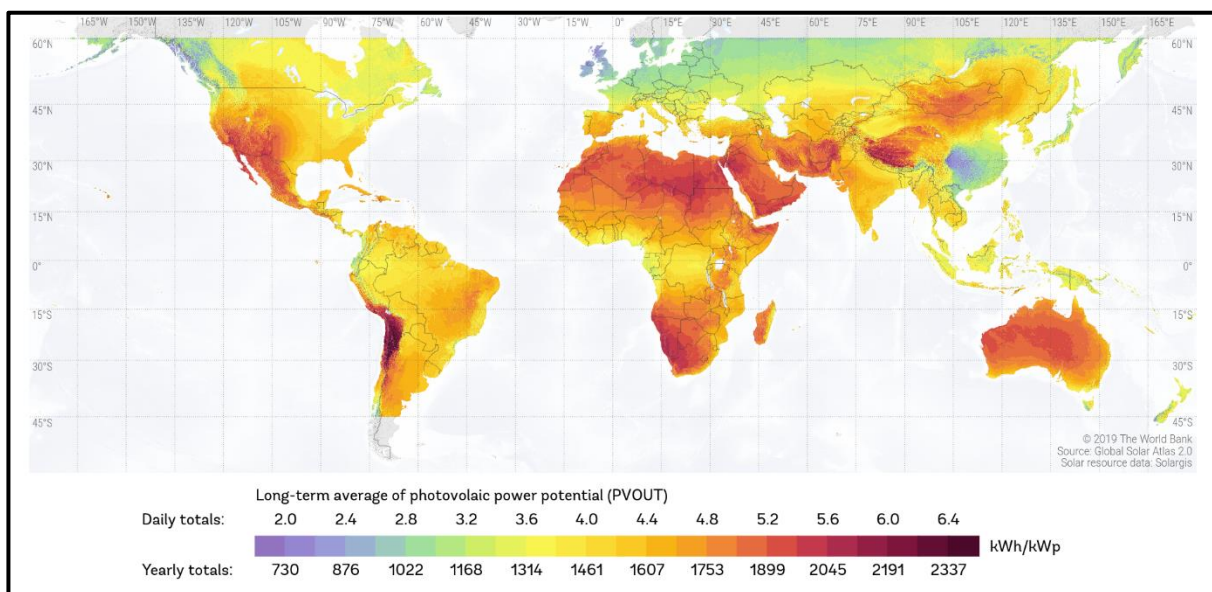 165°W 150°W 135°W 120°W 105°W 90°W 75°W 60°W 45°W 30°W 15°W 0° 15°E 30°E 45°E 60°E 75°E 90°E 105°E 120°E 135°E 150°E 165°E
60°N 60°N
45°N 45°N
30°N 30°N
15°N 15°N
0° 0°
15°S 15°S
30°S 30°S
45°S 45°S
© 2019 The World Bank
Source: Global Solar Atlas 2.0
Solar resource data: Solargis
Long-term average of photovolaic power potential (PVOUT)
Daily totals: 2.0 2.4 2.8 3.2 3.6 4.0 4.4 4.8 5.2 5.6 6.0 6.4
kWh/kWp
Yearly totals: 730 876 1022 1168 1314 1461 1607 1753 1899 2045 2191 2337